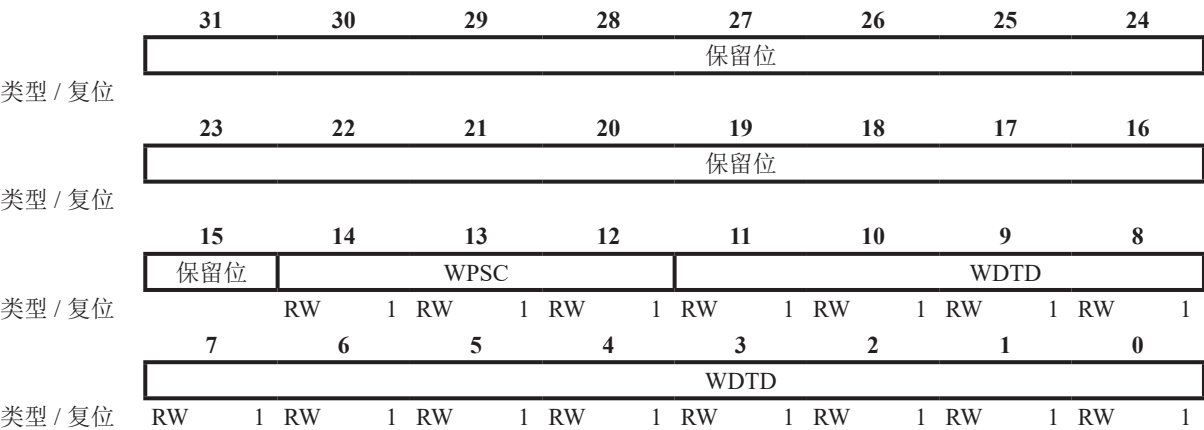 31 30 29 28 27 26 25 24
保留位
类型 / 复位
23 22 21 20 19 18 17 16
保留位
类型 / 复位
15 14 13 12 11 10 9 8
保留位 WPSC WDTD
类型 / 复位 RW 1 RW 1 RW 1 RW 1 RW 1 RW 1 RW 1
7 6 5 4 3 2 1 0
WDTD
类型 / 复位 RW 1 RW 1 RW 1 RW 1 RW 1 RW 1 RW 1 RW 1